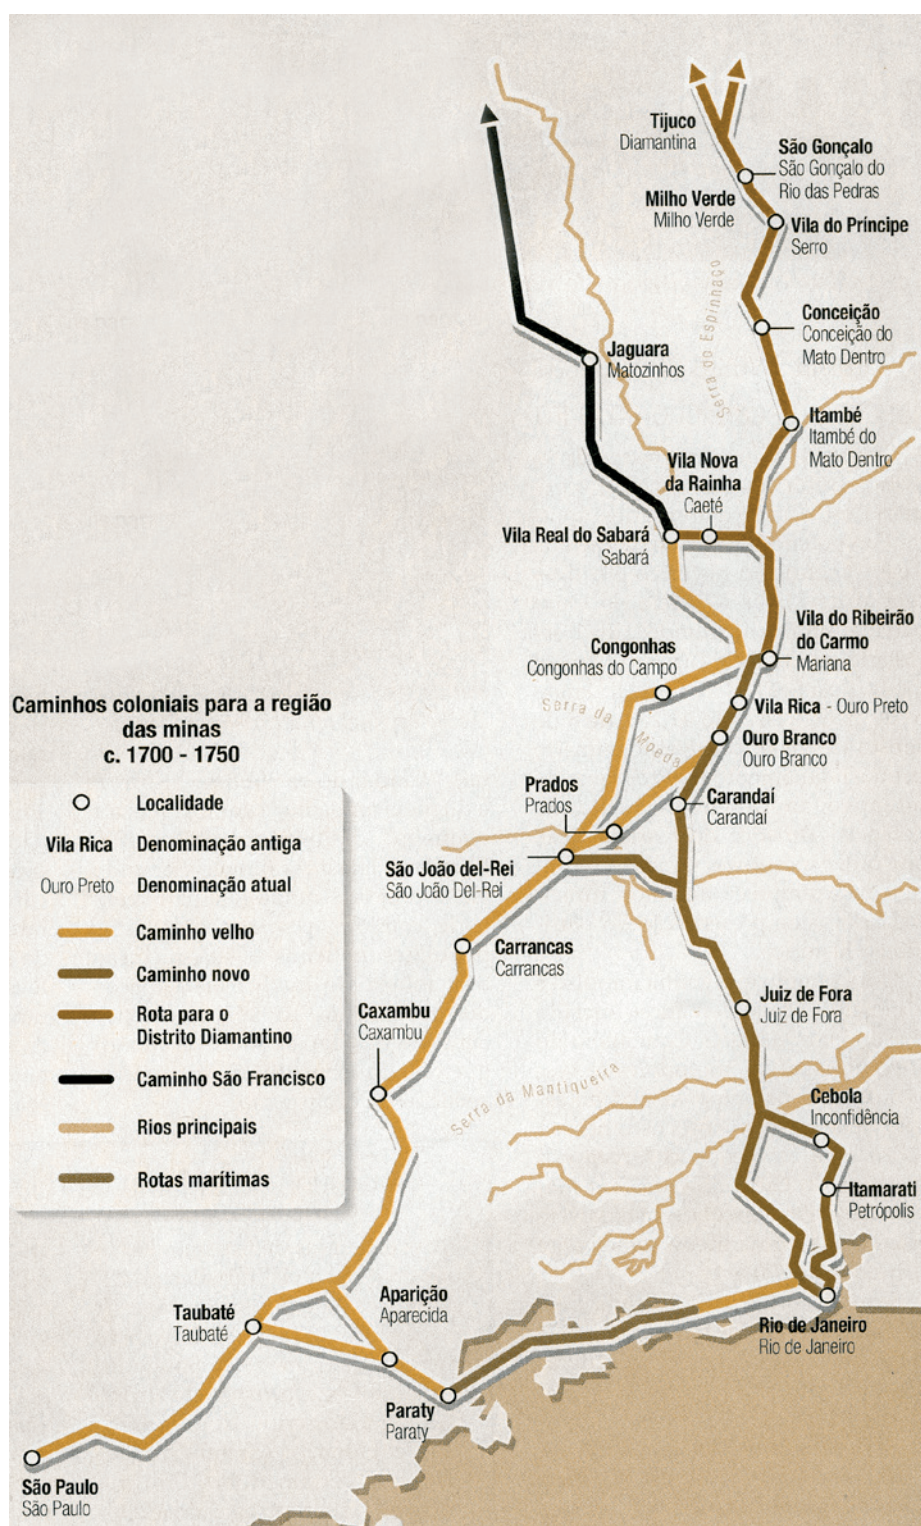 Tijuco
Diamantina
São Gonçalo
São Gonçalo do
Rio das Pedras
Milho Verde
Milho Verde
Vila do Príncipe
Serro
Serra do Espinhaço
Conceição
Conceição do
Mato Dentro
Jaguara
Matozinhos
Itambé
Itambé do
Mato Dentro
Vila Nova
da Rainha
Caeté
Vila Real do Sabará
Sabará
Vila do Ribeirão
do Carmo
Mariana
Congonhas
Congonhas do Campo
Serra da Moeda
Vila Rica - Ouro Preto
Ouro Branco
Ouro Branco
Prados
Prados
Carandaí
Carandaí
São João del-Rei
São João Del-Rei
Carrancas
Carrancas
Caxambu
Caxambu
Juiz de Fora
Juiz de Fora
Serra da Mantiqueira
Cebola
Inconfidência
Itamarati
Petrópolis
Aparição
Aparecida
Taubaté
Taubaté
Rio de Janeiro
Rio de Janeiro
Paraty
Paraty
São Paulo
São Paulo
Caminhos coloniais para a região
das minas
c. 1700 - 1750
Localidade
Vila Rica Denominação antiga
Ouro Preto Denominação atual
Caminho velho
Caminho novo
Rota para o
Distrito Diamantino
Caminho São Francisco
Rios principais
Rotas marítimas